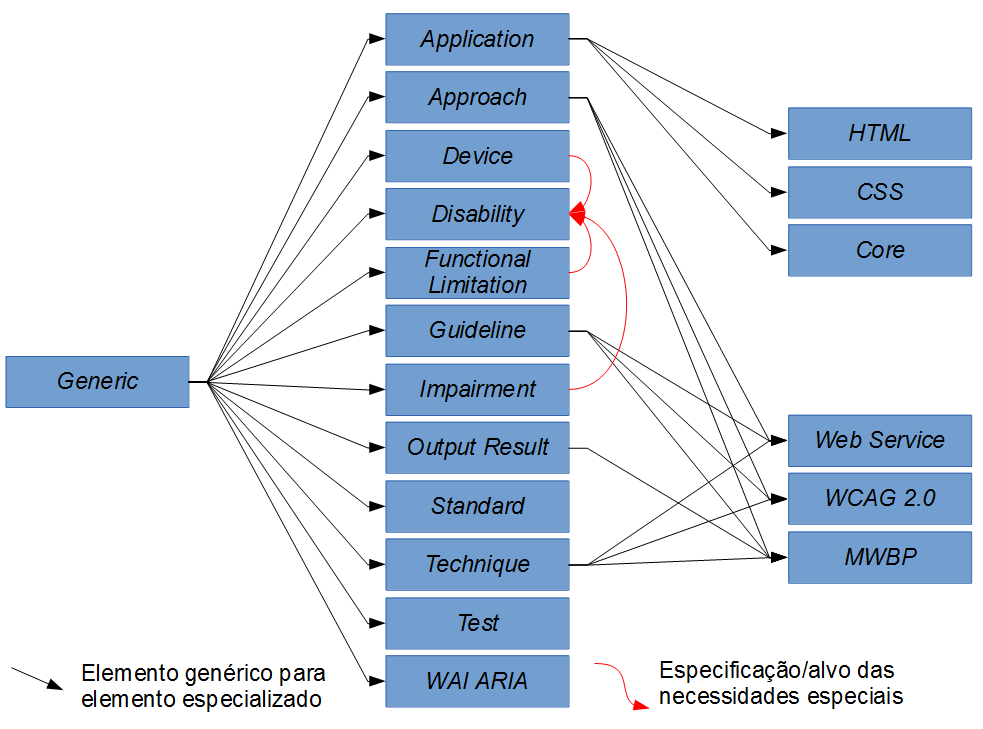 Application
Approach
Device
Disability
Functional
Limitation
Guideline
Impairment
Output Result
Standard
Technique
Test
WAI ARIA
Generic
HTML
CSS
Core
Web Service
WCAG 2.0
MWBP
Elemento genérico para
elemento especializado
Especificação/alvo das
necessidades especiais